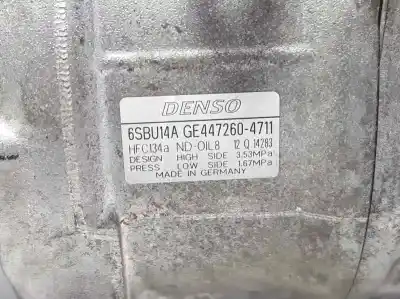 DENSO
6SBU14A GE447260-4711
HFC134a ND-OIL8 12 Q 14283
DESIGN HIGH SIDE 3.53MPa
PRESS LOW SIDE 1.67MPa
MADE IN GERMANY